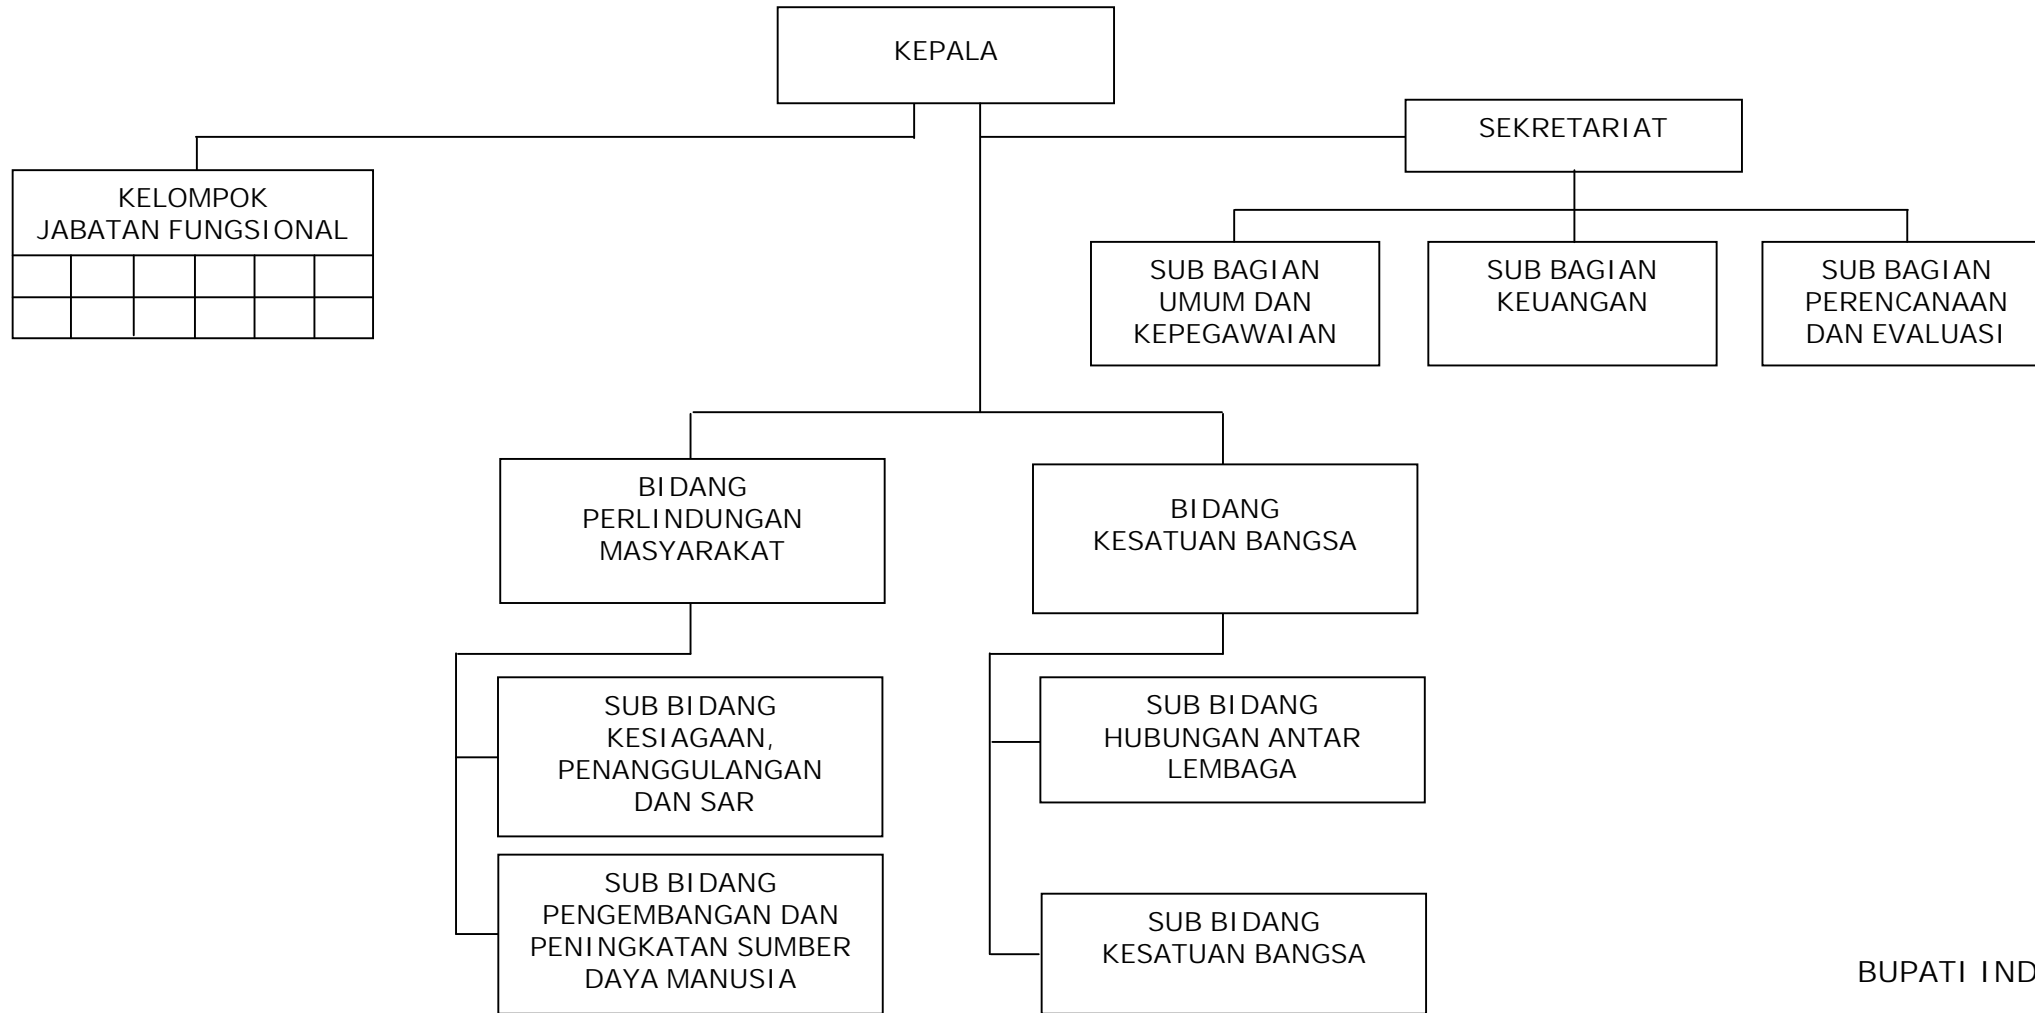 KEPALA
SEKRETARIAT
KELOMPOK
JABATAN FUNGSIONAL
SUB BAGIAN
UMUM DAN
KEPEGAWAIAN
SUB BAGIAN
KEUANGAN
SUB BAGIAN
PERENCANAAN
DAN EVALUASI
BIDANG
PERLINDUNGAN
MASYARAKAT
BIDANG
KESATUAN BANGSA
SUB BIDANG
KESIAGAAN,
PENANGGULANGAN
DAN SAR
SUB BIDANG
HUBUNGAN ANTAR
LEMBAGA
SUB BIDANG
PENGEMBANGAN DAN
PENINGKATAN SUMBER
DAYA MANUSIA
SUB BIDANG
KESATUAN BANGSA
BUPATI IND